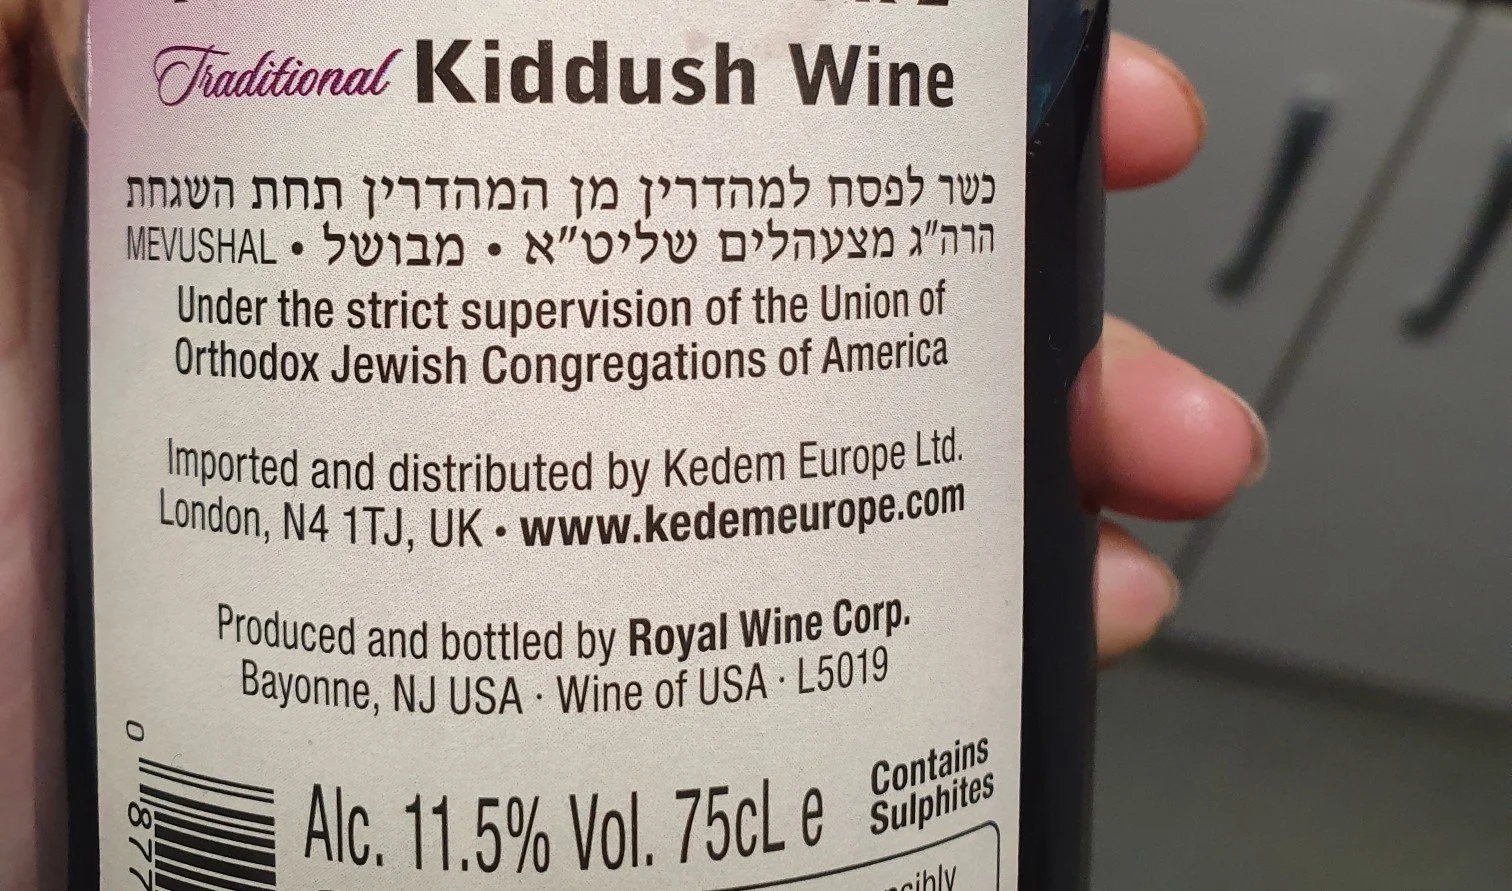 Traditional Kiddush Wine
כשר לפסח למהדרין מן המהדרין תחת השגחת
הרה"ג מצעהלים שליט"א • מבושל • MEVUSHAL
Under the strict supervision of the Union of
Orthodox Jewish Congregations of America
Imported and distributed by Kedem Europe Ltd.
London, N4 1TJ, UK • www.kedemeurope.com
Produced and bottled by Royal Wine Corp.
Bayonne, NJ USA · Wine of USA · L5019
Contains
Sulphites
Alc. 11.5% Vol. 75cL e
0 877